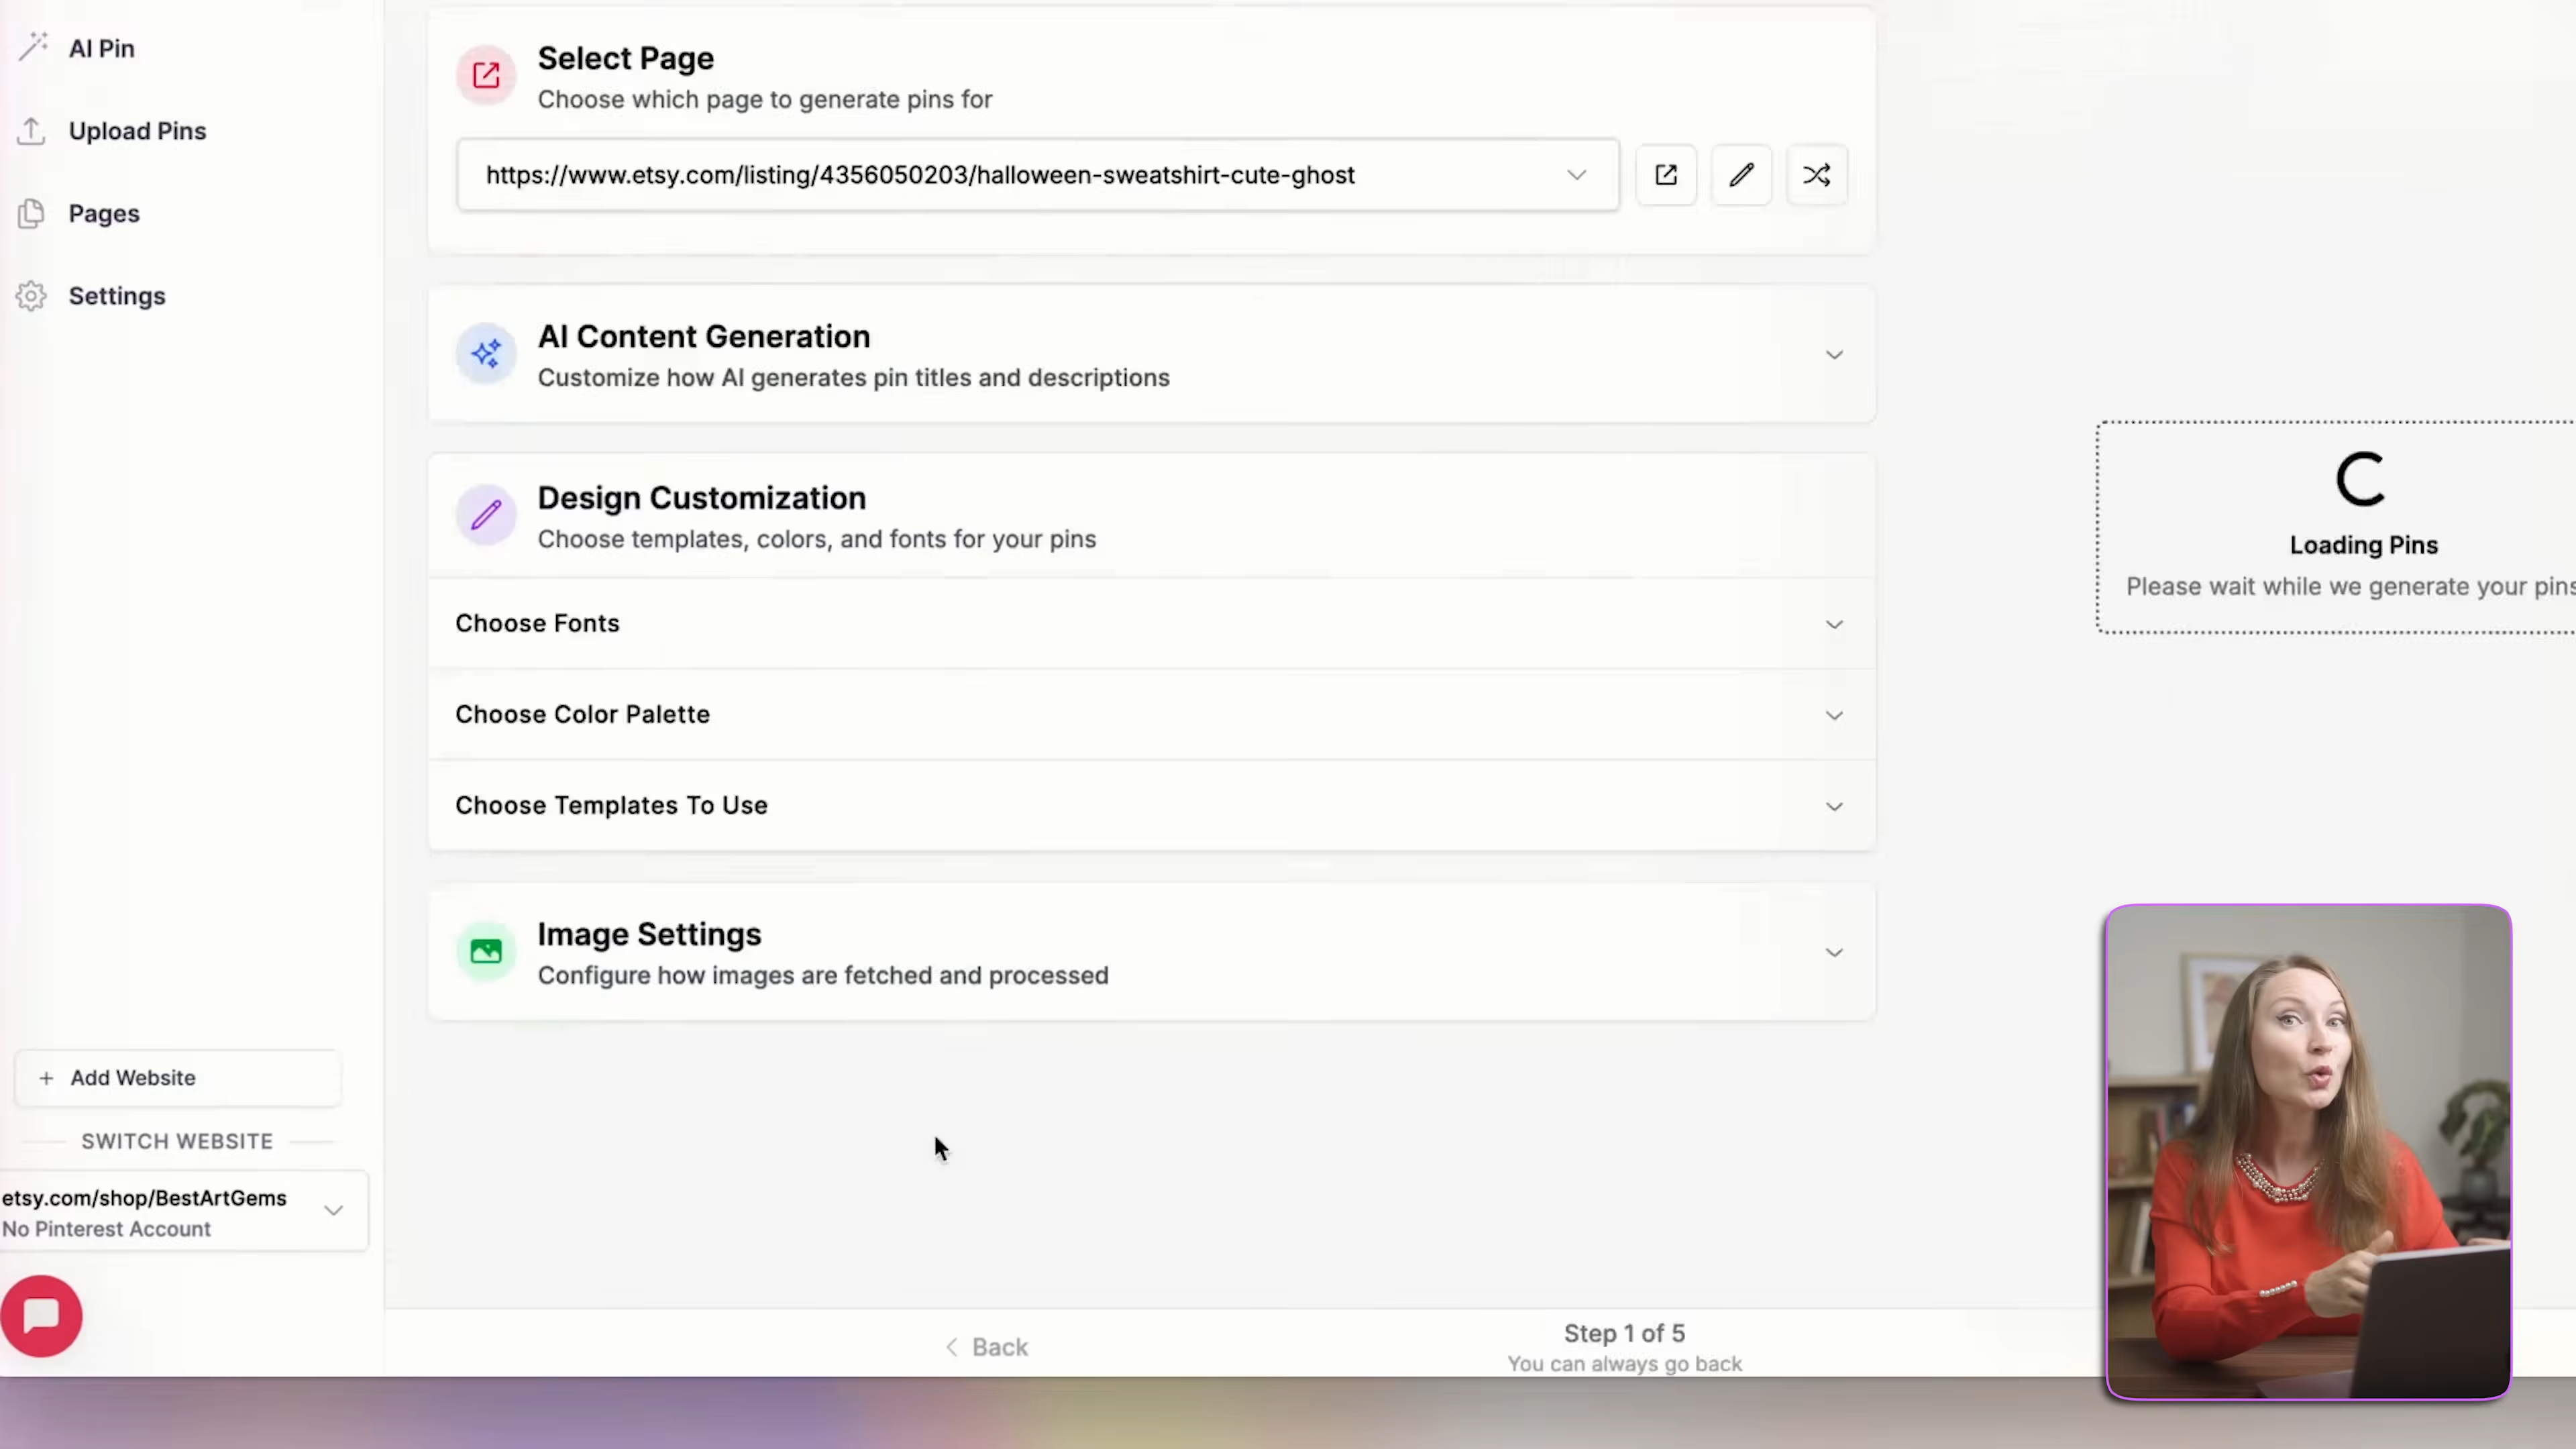 AI Pin
Upload Pins
Pages
Settings
Select Page
Choose which page to generate pins for
https://www.etsy.com/listing/4356050203/halloween-sweatshirt-cute-ghost
AI Content Generation
Customize how AI generates pin titles and descriptions
Design Customization
Choose templates, colors, and fonts for your pins
Choose Fonts
Choose Color Palette
Choose Templates To Use
Image Settings
Configure how images are fetched and processed
Loading Pins
Please wait while we generate your pins
+ Add Website
SWITCH WEBSITE
etsy.com/shop/BestArtGems
No Pinterest Account
Back
Step 1 of 5
You can always go back